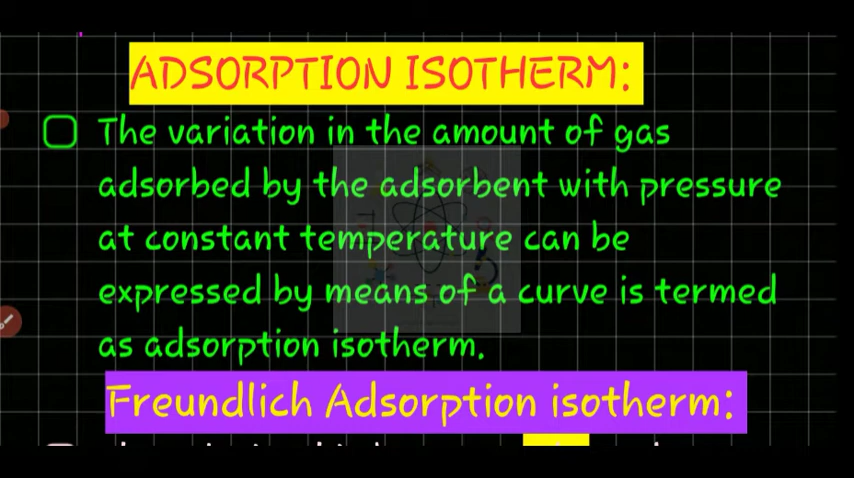 ADSORPTION ISOTHERM:
The variation in the amount of gas
adsorbed by the adsorbent with pressure
at constant temperature can be
expressed by means of a curve is termed
as adsorption isotherm.
Freundlich Adsorption isotherm: